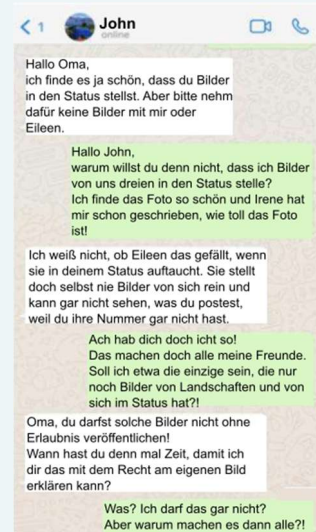 1
John
online
Hallo Oma,
ich finde es ja schön, dass du Bilder
in den Status stellst. Aber bitte nehm
dafür keine Bilder mit mir oder
Eileen.
Hallo John,
warum willst du denn nicht, dass ich Bilder
von uns dreien in den Status stelle?
Ich finde das Foto so schön und Irene hat
mir schon geschrieben, wie toll das Foto
ist!
Ich weiß nicht, ob Eileen das gefällt, wenn
sie in deinem Status auftaucht. Sie stellt
doch selbst nie Bilder von sich rein und
kann gar nicht sehen, was du postest,
weil du ihre Nummer gar nicht hast.
Ach hab dich doch icht so!
Das machen doch alle meine Freunde.
Soll ich etwa die einzige sein, die nur
noch Bilder von Landschaften und von
sich im Status hat?!
Oma, du darfst solche Bilder nicht ohne
Erlaubnis veröffentlichen!
Wann hast du denn mal Zeit, damit ich
dir das mit dem Recht am eigenen Bild
erklären kann?
Was? Ich darf das gar nicht?
Aber warum machen es dann alle?!